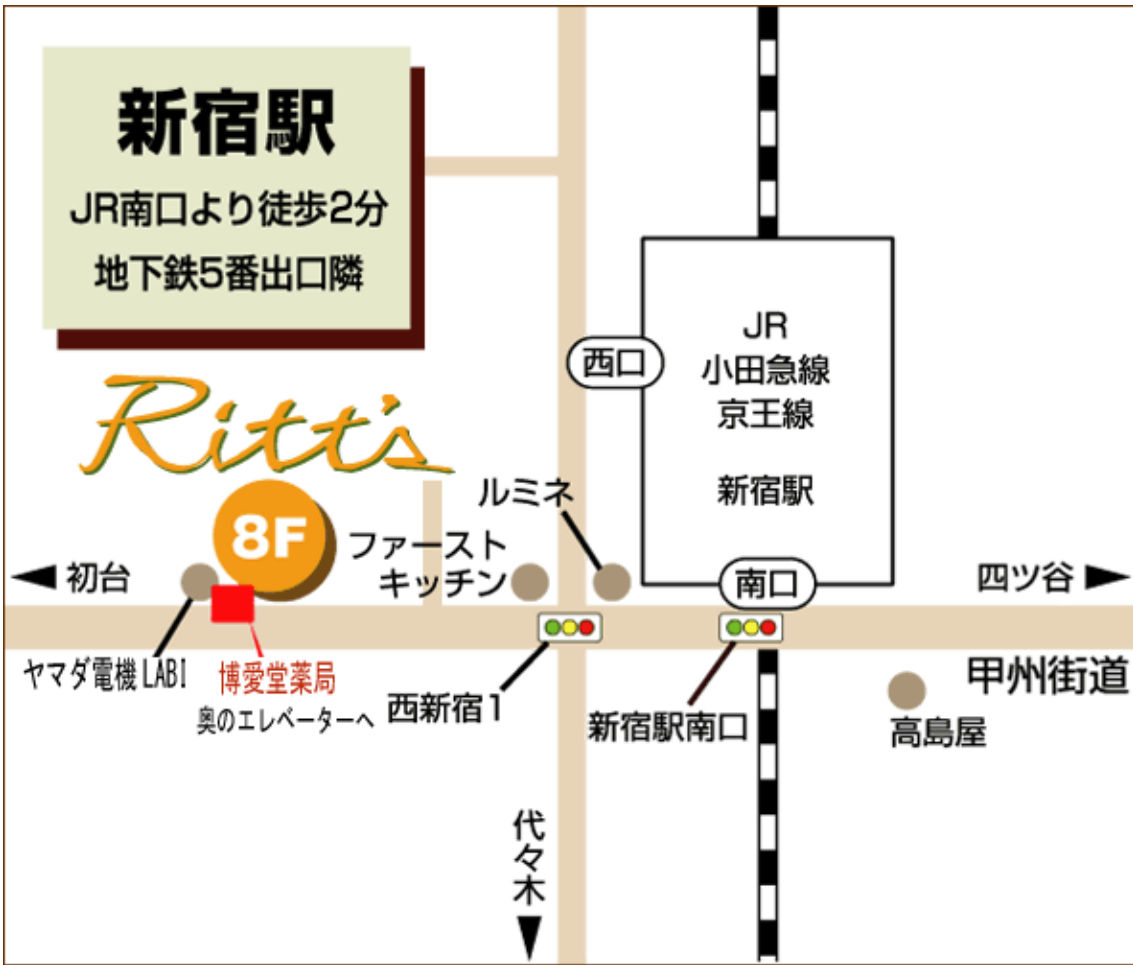 新宿駅
JR南口より徒歩2分
地下鉄5番出口隣
JR
小田急線
京王線
新宿駅
西口
Ritt's
ルミネ
8F
ファースト
キッチン
初台
南口
四ツ谷
ヤマダ電機 LABI
博愛堂薬局
奥のエレベーターへ
西新宿1
新宿駅南口
甲州街道
高島屋
代々木